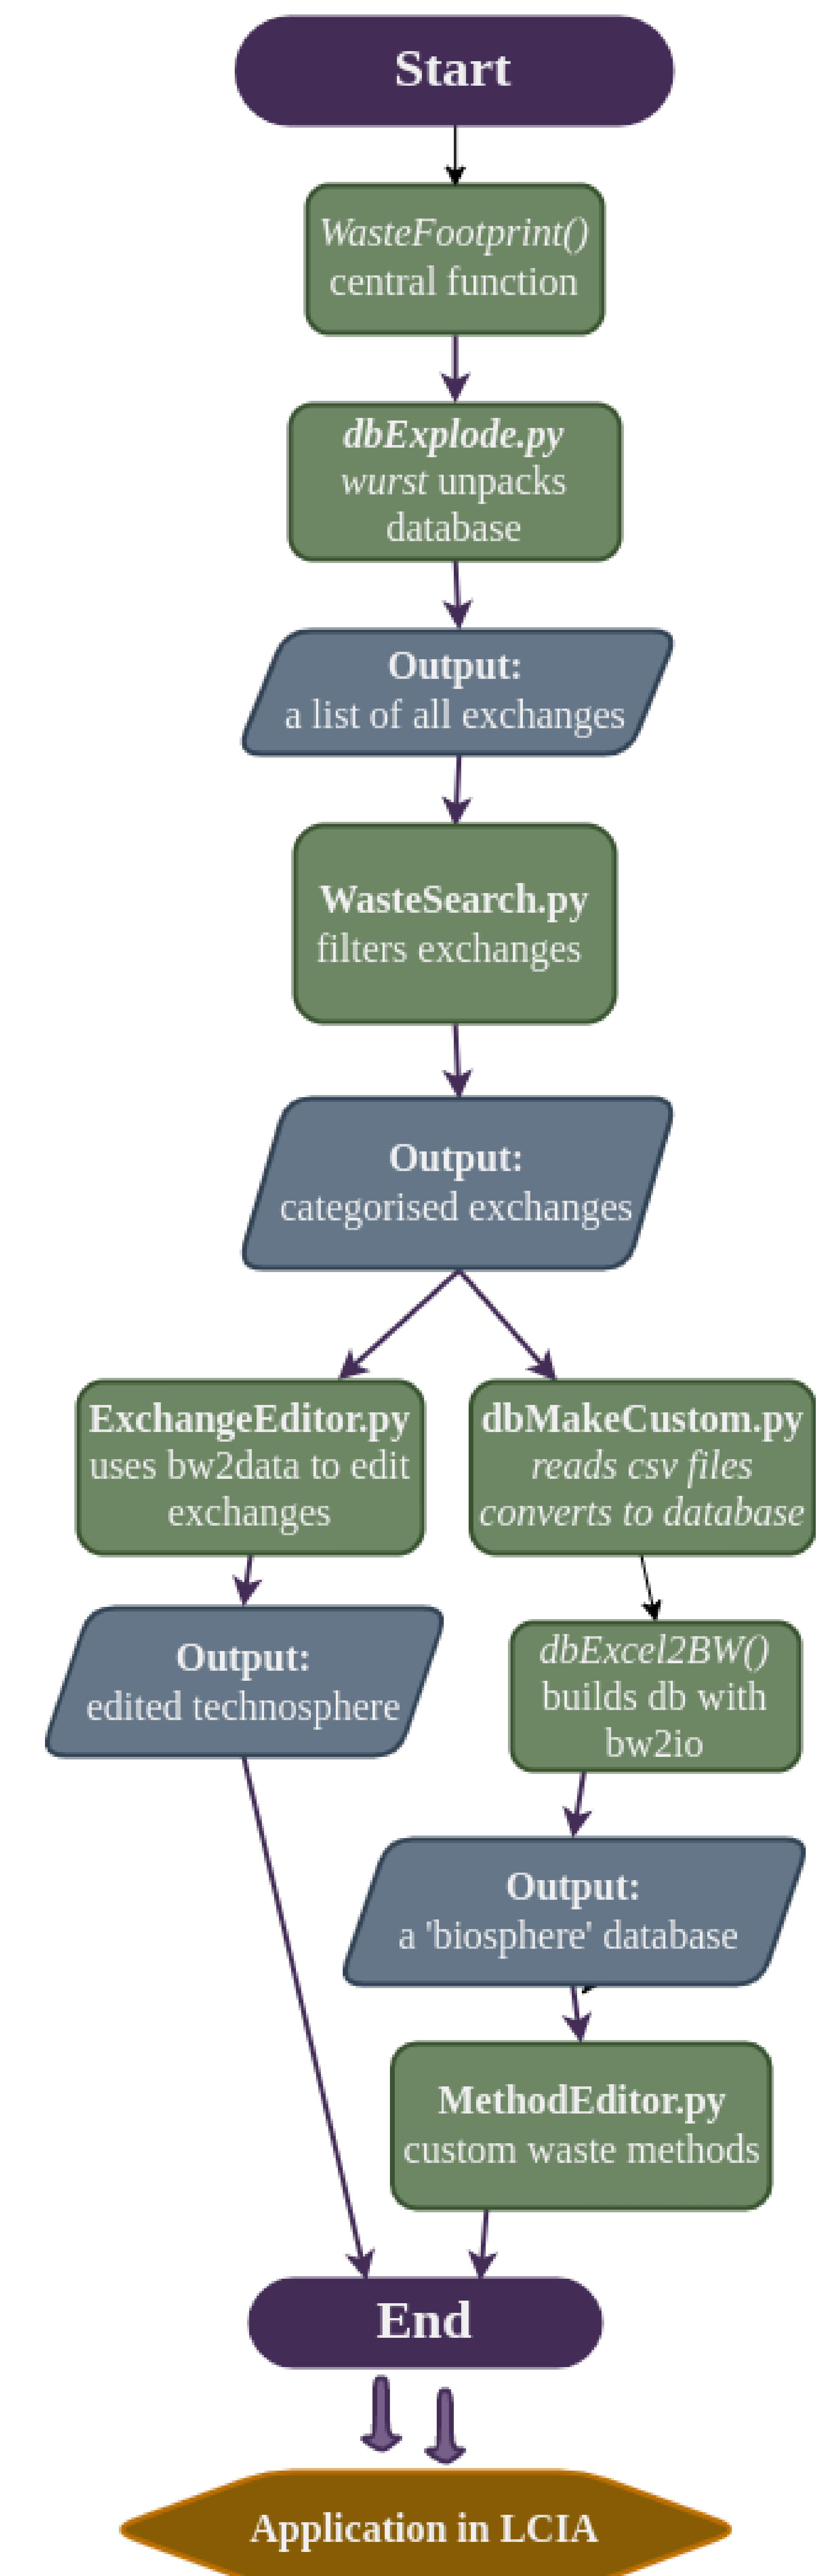 Start
WasteFootprint()
central function
dbExplode.py
wurst unpacks
database
Output:
a list of all exchanges
WasteSearch.py
filters exchanges
Output:
categorised exchanges
ExchangeEditor.py
uses bw2data to edit
exchanges
dbMakeCustom.py
reads csv files
converts to database
Output:
edited technosphere
dbExcel2BW()
builds db with
bw2io
Output:
a 'biosphere' database
MethodEditor.py
custom waste methods
End
Application in LCIA